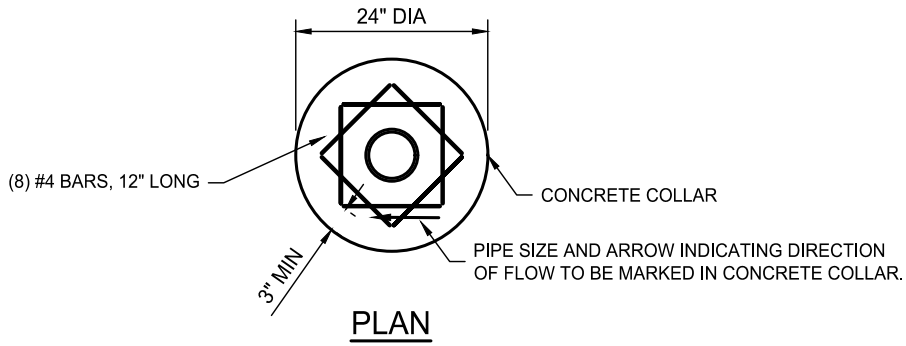 24" DIA
(8) #4 BARS, 12" LONG
CONCRETE COLLAR
PIPE SIZE AND ARROW INDICATING DIRECTION
OF FLOW TO BE MARKED IN CONCRETE COLLAR.
3" MIN
PLAN